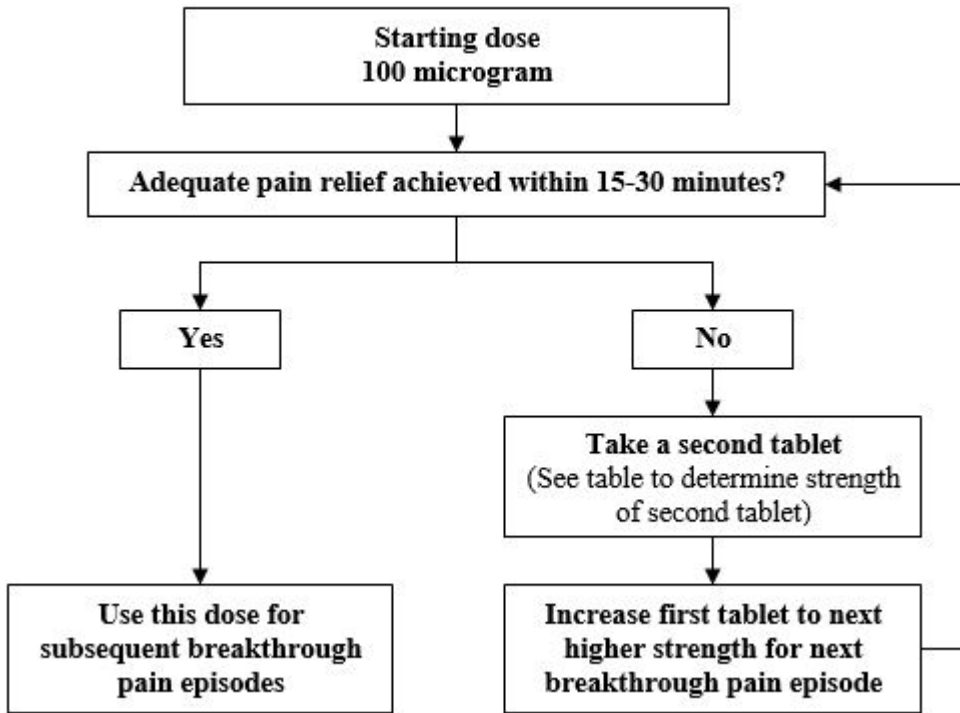 Starting dose
100 microgram
Adequate pain relief achieved within 15-30 minutes?
Yes
No
Take a second tablet
(See table to determine strength
of second tablet)
Use this dose for
subsequent breakthrough
pain episodes
Increase first tablet to next
higher strength for next
breakthrough pain episode